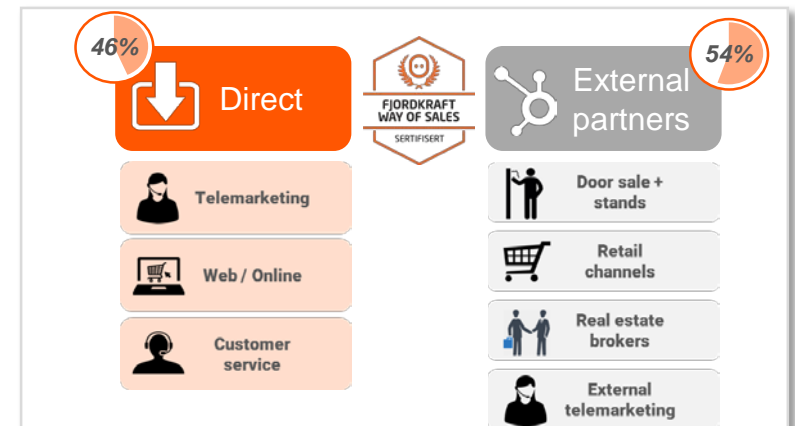 46%
Direct
FJORDKRAFT
WAY OF SALES
SERTIFISERT
54%
External
partners
Telemarketing
Web / Online
Customer
service
Door sale +
stands
Retail
channels
Real estate
brokers
External
telemarketing